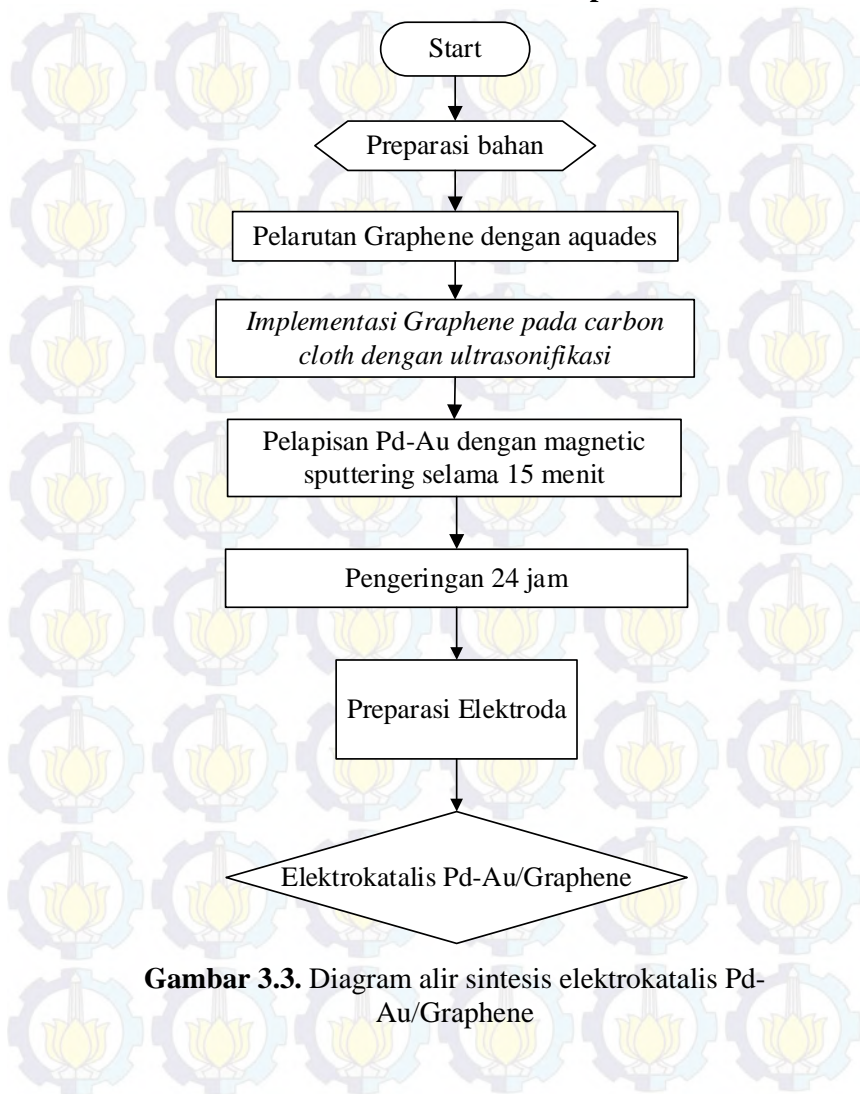 Start
Preparasi bahan
Pelarutan Graphene dengan aquades
Implementasi Graphene pada carbon
cloth dengan ultrasonifikasi
Pelapisan Pd-Au dengan magnetic
sputtering selama 15 menit
Pengeringan 24 jam
Preparasi Elektroda
Elektrokatalis Pd-Au/Graphene
Gambar 3.3. Diagram alir sintesis elektrokatalis Pd-
Au/Graphene